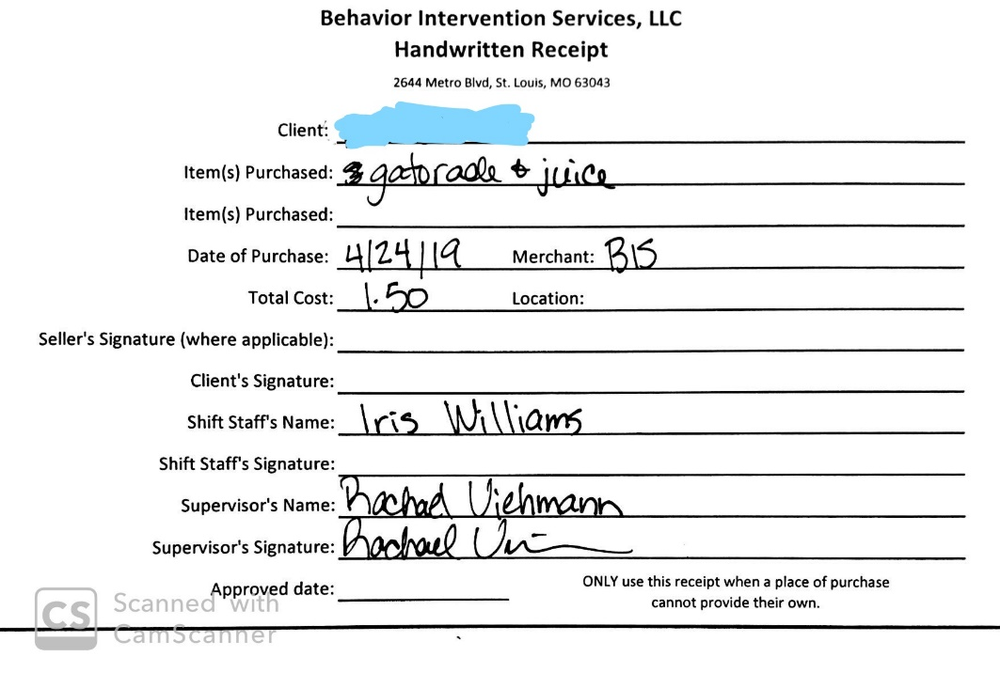 Behavior Intervention Services, LLC
Handwritten Receipt
2644 Metro Blvd, St. Louis, MO 63043
Client:
Item(s) Purchased: gatorade & juice
Item(s) Purchased:
Date of Purchase: 4/24/19 Merchant: BIS
Total Cost: 1.50 Location:
Seller's Signature (where applicable):
Client's Signature:
Shift Staff's Name: Iris Williams
Shift Staff's Signature:
Supervisor's Name: Rachael Viehmann
Supervisor's Signature: Rachael
Approved date:
ONLY use this receipt when a place of purchase
cannot provide their own.
CS Scanned with
CamScanner